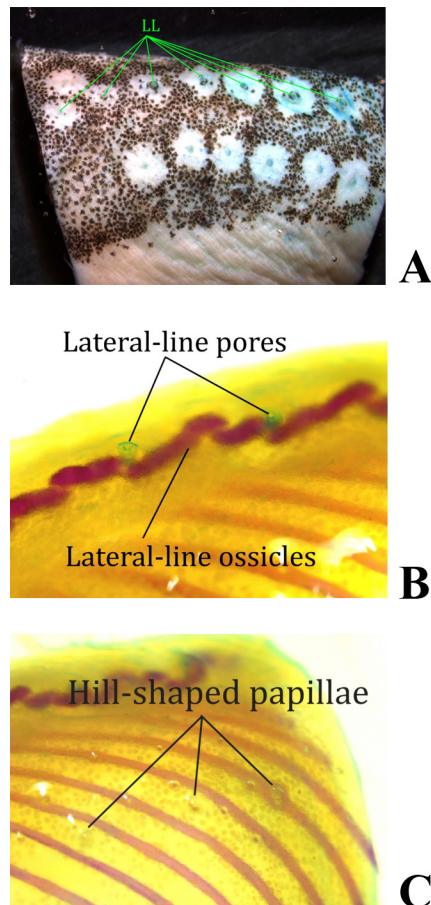 LL
A
Lateral-line pores
Lateral-line ossicles
B
Hill-shaped papillae
C